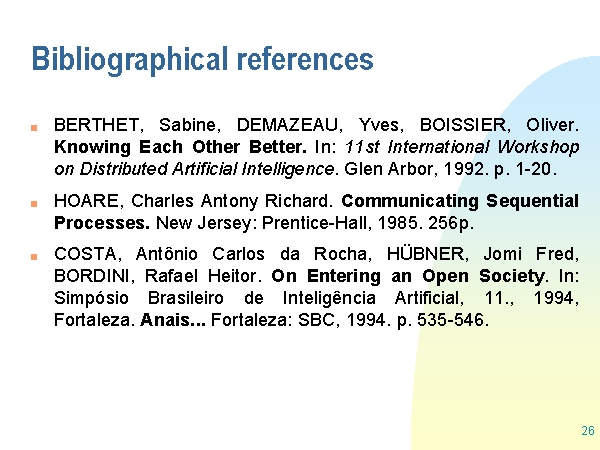 Bibliographical references
BERTHET, Sabine, DEMAZEAU, Yves, BOISSIER, Oliver.
Knowing Each Other Better. In: 11st International Workshop
on Distributed Artificial Intelligence. Glen Arbor, 1992. p. 1-20.
HOARE, Charles Antony Richard. Communicating Sequential
Processes. New Jersey: Prentice-Hall, 1985. 256p.
COSTA, Antônio Carlos da Rocha, HÜBNER, Jomi Fred,
BORDINI, Rafael Heitor. On Entering an Open Society. In:
Simpósio Brasileiro de Inteligência Artificial, 11. , 1994,
Fortaleza. Anais... Fortaleza: SBC, 1994. p. 535-546.
26